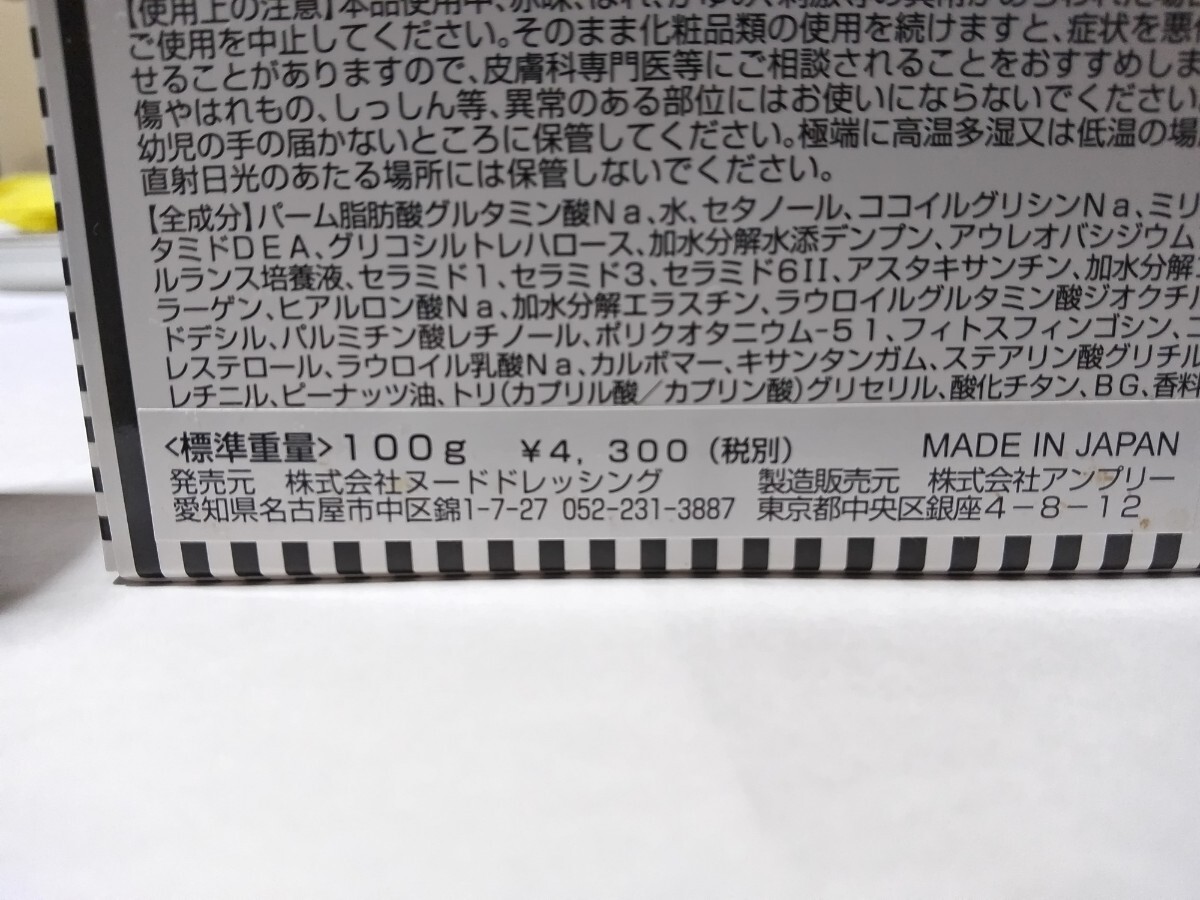 【使用上の注意】本品使用中、赤味、はれ、かゆみ、刺激等の異常があらわれた場
ご使用を中止してください。そのまま化粧品類の使用を続けますと、症状を悪
せることがありますので、皮膚科専門医等にご相談されることをおすすめしま
傷やはれもの、しっしん等、異常のある部位にはお使いにならないでください
幼児の手の届かないところに保管してください。極端に高温多湿又は低温の場
直射日光のあたる場所には保管しないでください。
【全成分】パーム脂肪酸グルタミン酸Na、水、セタノール、ココイルグリシンNa、ミリ
タミドDEA、グリコシルトレハロース、加水分解水添デンプン、アウレオバシジウム
ルランス培養液、セラミド1、セラミド3、セラミド6II、アスタキサンチン、加水分解
ラーゲン、ヒアルロン酸Na、加水分解エラスチン、ラウロイルグルタミン酸ジオクチル
ドデシル、パルミチン酸レチノール、ポリクオタニウム-51、フィトスフィンゴシン、
レステロール、ラウロイル乳酸Na、カルボマー、キサンタンガム、ステアリン酸グリチル
レチニル、ピーナッツ油、トリ(カプリル酸/カプリン酸)グリセリル、酸化チタン、BG、香料
<標準重量>100g ¥4,300(税別) MADE IN JAPAN
発売元 株式会社ヌードドレッシング 製造販売元 株式会社アンプリー
愛知県名古屋市中区錦1-7-27 052-231-3887 東京都中央区銀座4-8-12